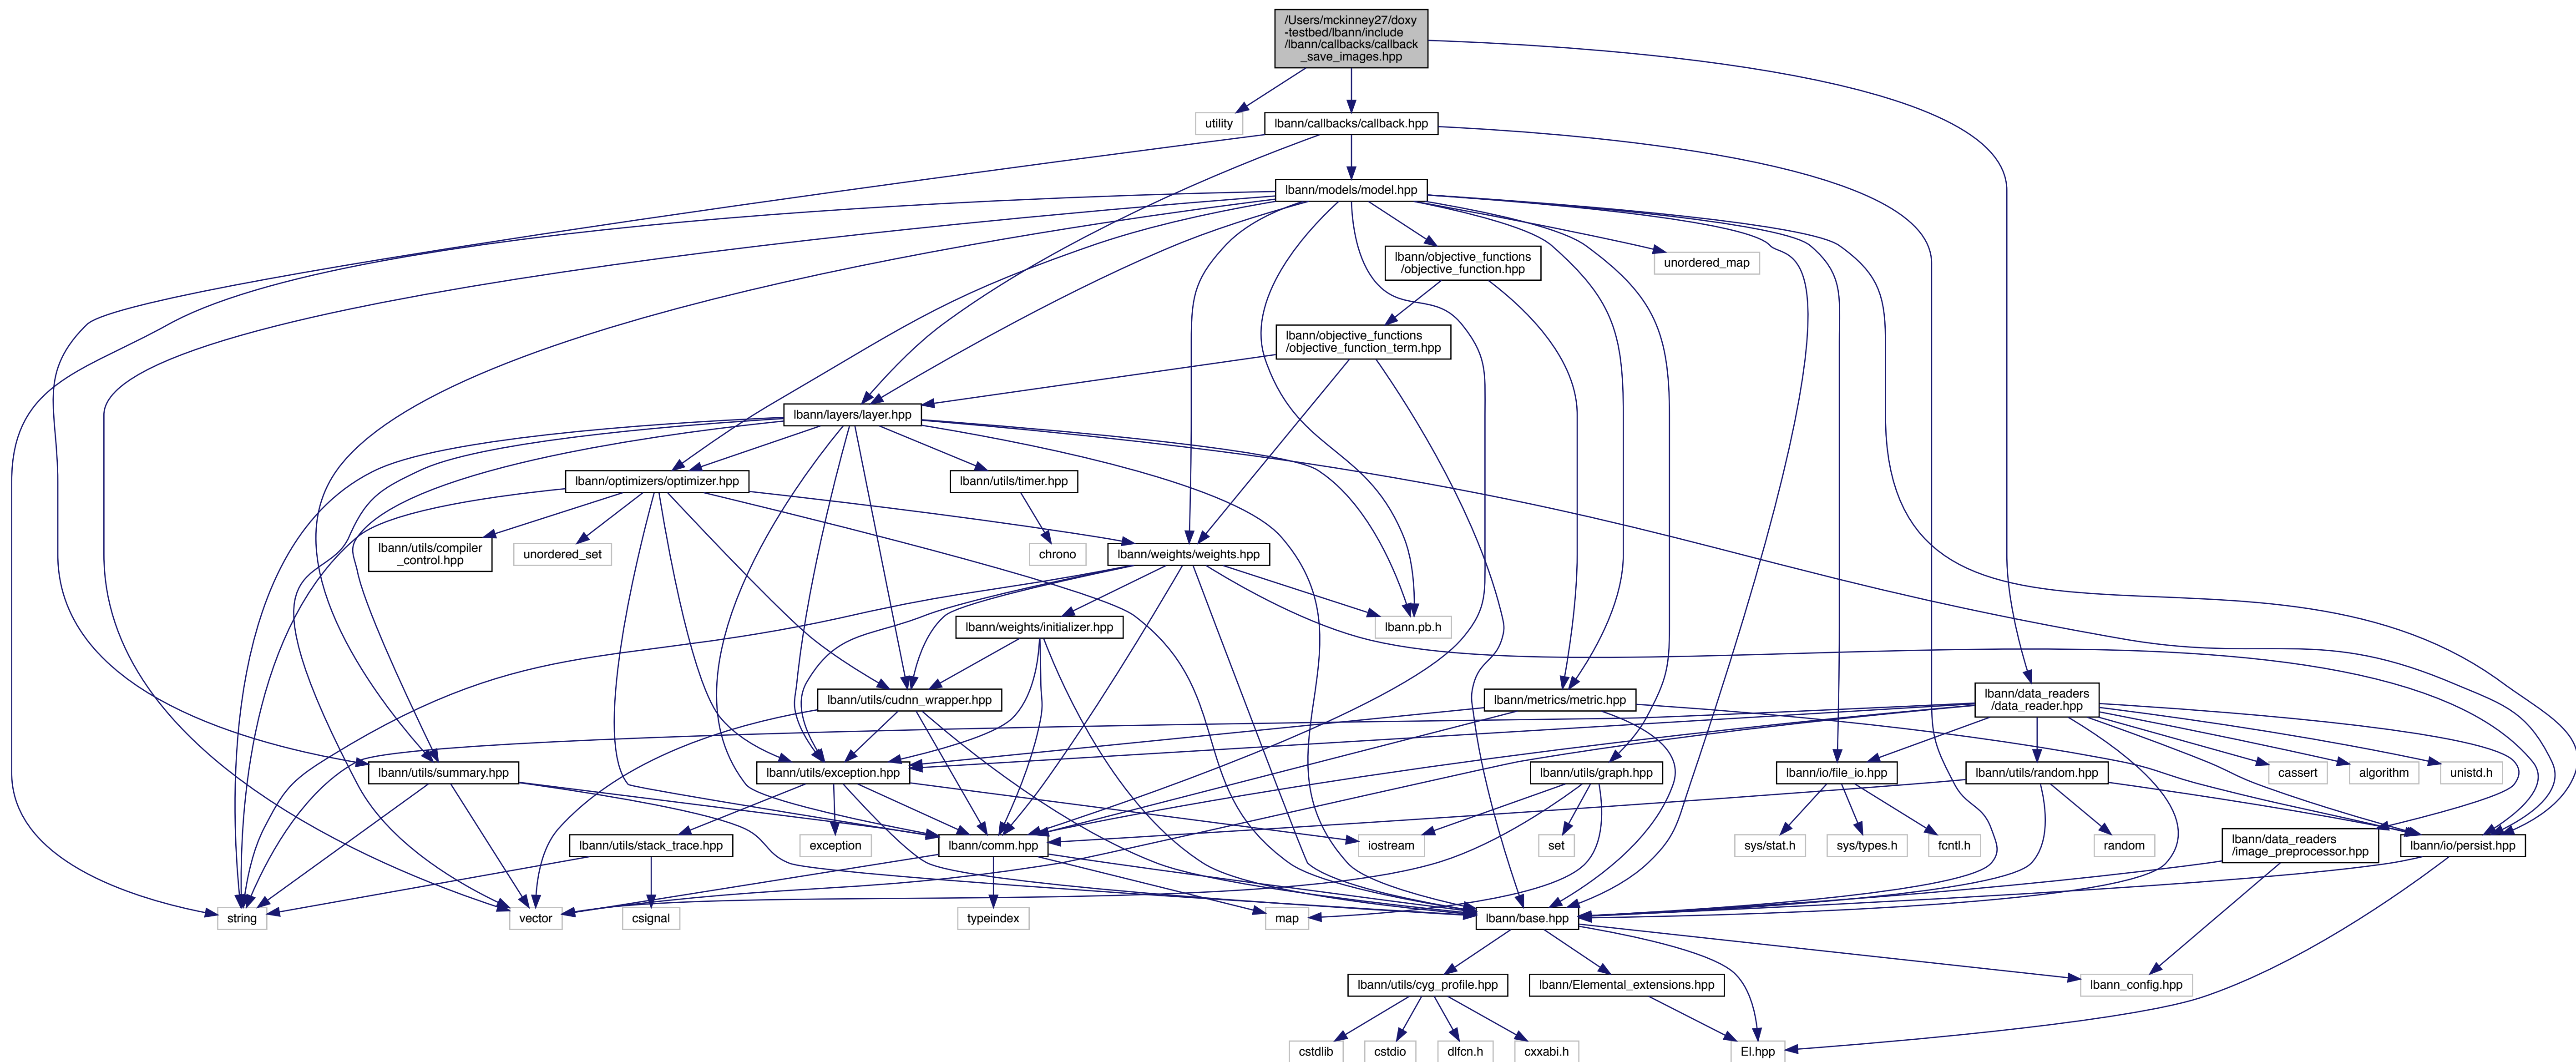 /Users/mckinney27/doxy
-testbed/lbann/include
/lbann/callbacks/callback
_save_images.hpp
utility
lbann/callbacks/callback.hpp
lbann/models/model.hpp
lbann/objective_functions
/objective_function.hpp
unordered_map
lbann/objective_functions
/objective_function_term.hpp
lbann/layers/layer.hpp
lbann/optimizers/optimizer.hpp
lbann/utils/timer.hpp
lbann/utils/compiler
_control.hpp
unordered_set
chrono
lbann/weights/weights.hpp
lbann/weights/initializer.hpp
lbann.pb.h
lbann/utils/cudnn_wrapper.hpp
lbann/metrics/metric.hpp
lbann/data_readers
/data_reader.hpp
lbann/utils/summary.hpp
lbann/utils/exception.hpp
lbann/utils/graph.hpp
lbann/io/file_io.hpp
lbann/utils/random.hpp
cassert
algorithm
unistd.h
lbann/utils/stack_trace.hpp
exception
lbann/comm.hpp
iostream
set
sys/stat.h
sys/types.h
fcntl.h
random
lbann/data_readers
/image_preprocessor.hpp
lbann/io/persist.hpp
string
vector
csignal
typeindex
map
lbann/base.hpp
lbann/utils/cyg_profile.hpp
lbann/Elemental_extensions.hpp
lbann_config.hpp
cstdlib
cstdio
dlfcn.h
cxxabi.h
El.hpp